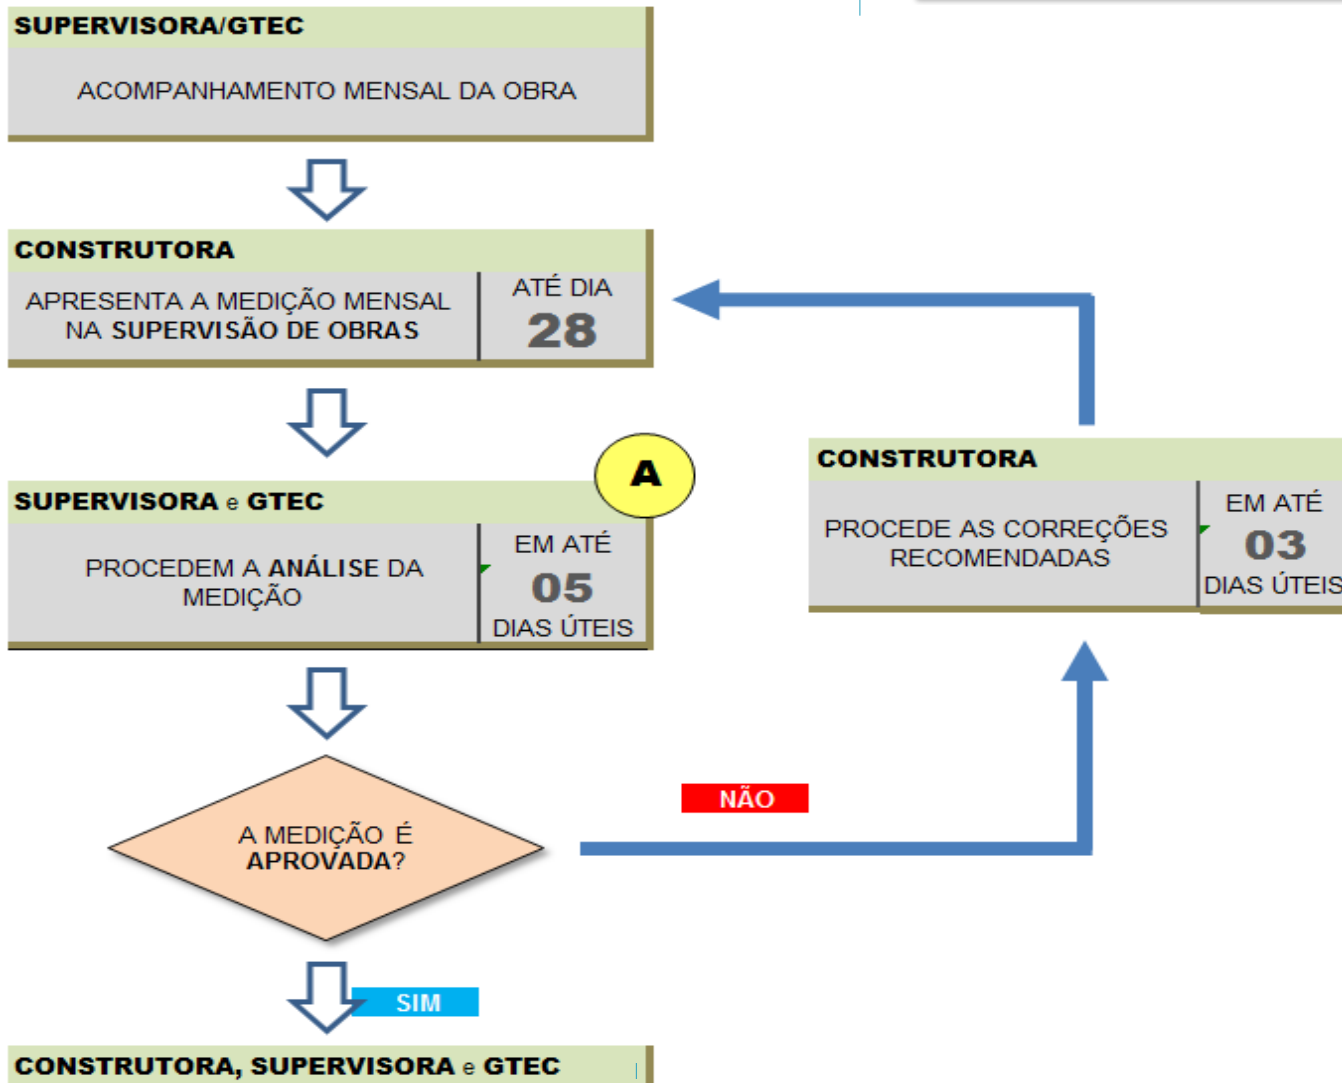 SUPERVISORA/GTEC
ACOMPANHAMENTO MENSAL DA OBRA
CONSTRUTORA
APRESENTA A MEDIÇÃO MENSAL
NA SUPERVISÃO DE OBRAS
ATÉ DIA
28
A
SUPERVISORA e GTEC
PROCEDEM A ANÁLISE DA
MEDIÇÃO
EM ATÉ
05
DIAS ÚTEIS
CONSTRUTORA
PROCEDE AS CORREÇÕES
RECOMENDADAS
EM ATÉ
03
DIAS ÚTEIS
A MEDIÇÃO É
APROVADA?
NÃO
SIM
CONSTRUTORA, SUPERVISORA e GTEC